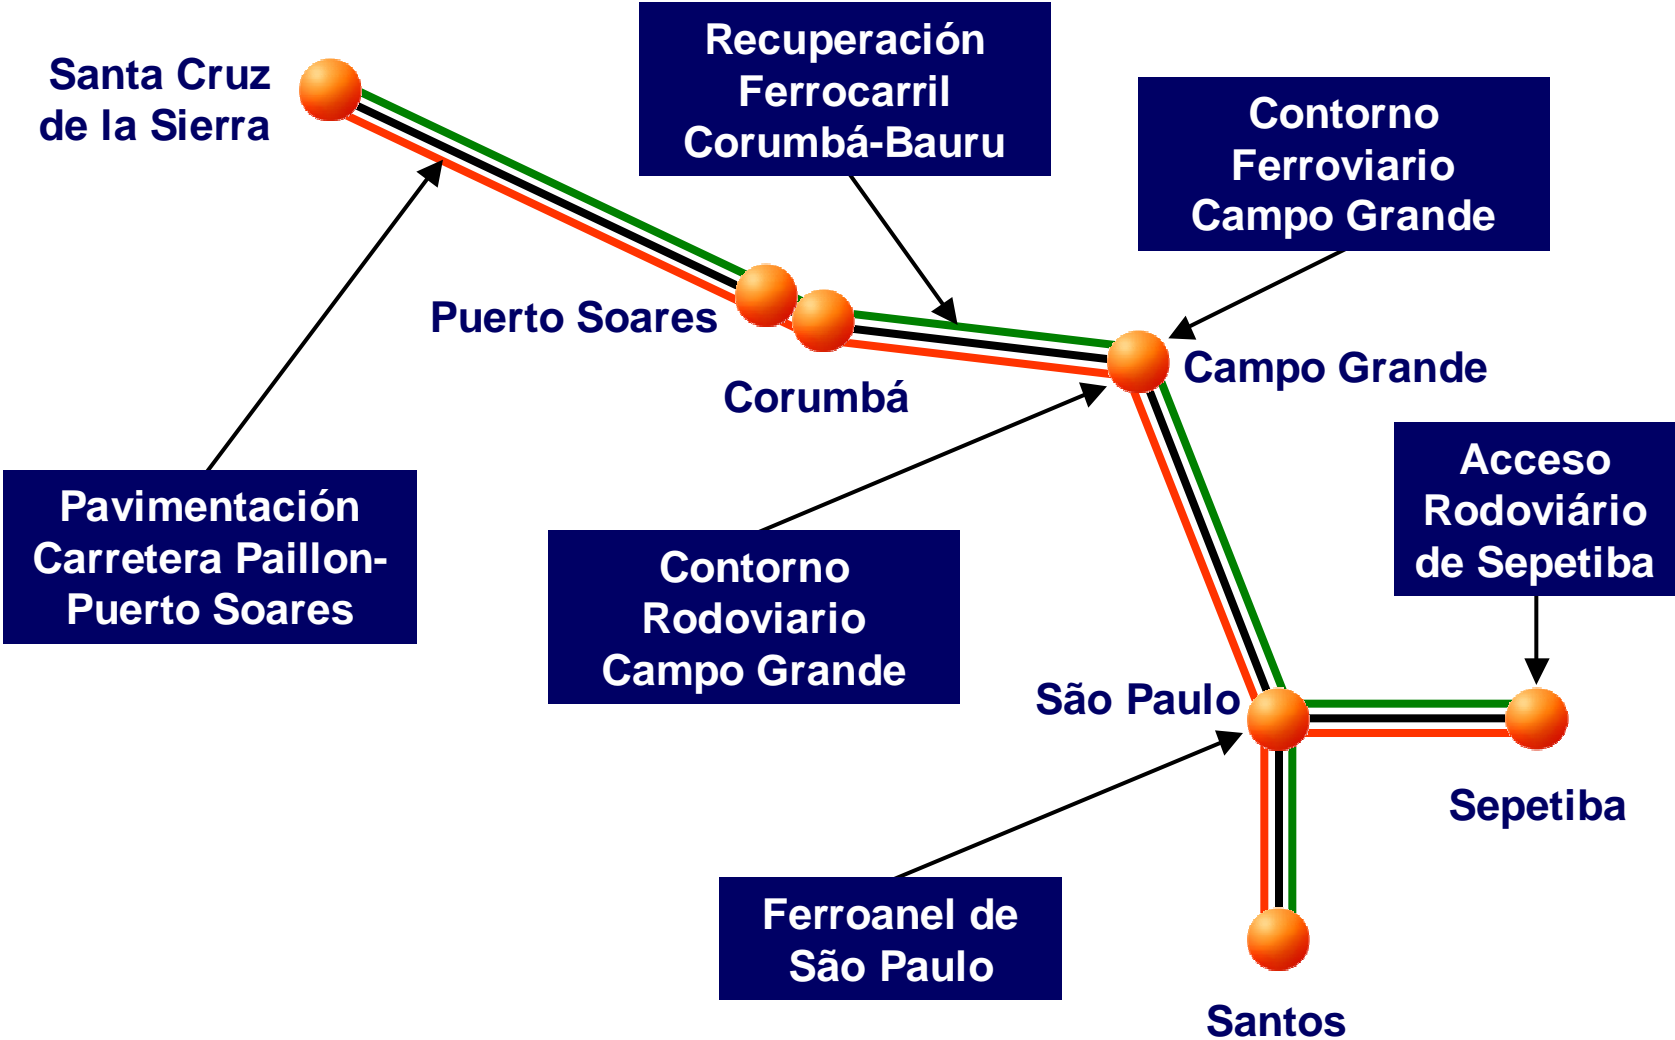 Recuperación
Ferrocarril
Corumbá-Bauru
Santa Cruz
de la Sierra
Contorno
Ferroviario
Campo Grande
Puerto Soares
Corumbá
Campo Grande
Acceso
Rodoviário
de Sepetiba
Pavimentación
Carretera Paillon-
Puerto Soares
Contorno
Rodoviario
Campo Grande
São Paulo
Sepetiba
Ferroanel de
São Paulo
Santos